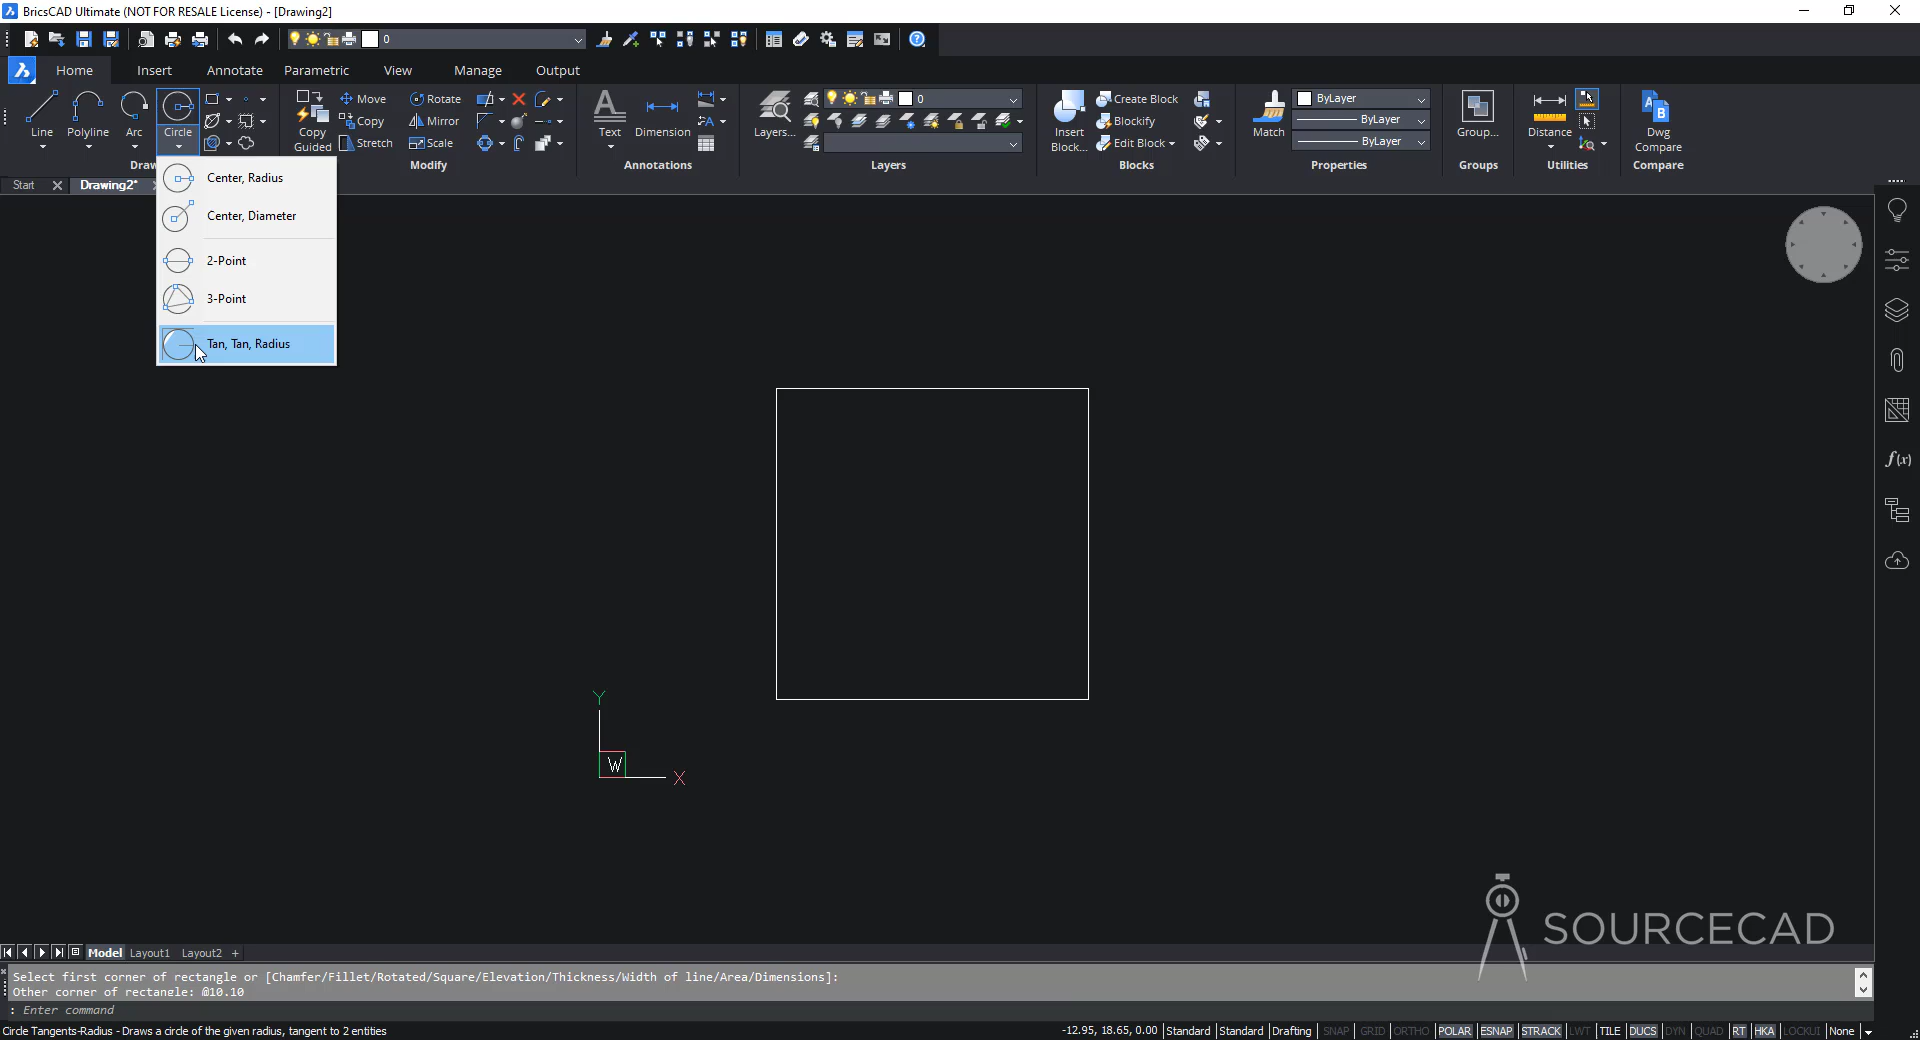 BricsCAD Ultimate (NOT FOR RESALE License) - [Drawing2]
0
Home Insert Annotate Parametric View Manage Output
Line Polyline Arc Circle
Copy Guided
Move Rotate
Copy Mirror
Stretch Scale
Text Dimension
Layers...
0
Insert Block...
Create Block
Blockify
Edit Block
Match
ByLayer
ByLayer
ByLayer
Group...
Distance
Dwg Compare
Draw Modify Annotations Layers Blocks Properties Groups Utilities Compare
Start Drawing2*
Center, Radius
Center, Diameter
2-Point
3-Point
Tan, Tan, Radius
Y
W
X
SOURCECAD
Model Layout1 Layout2 +
Select first corner of rectangle or [Chamfer/Fillet/Rotated/Square/Elevation/Thickness/Width of line/Area/Dimensions]:
Other corner of rectangle: @10,10
: Enter command
Circle Tangents-Radius - Draws a circle of the given radius, tangent to 2 entities
-12.95, 18.65, 0.00 Standard Standard Drafting SNAP GRID ORTHO POLAR ESNAP STRACK LWT TILE DUCS DYN QUAD RT HKA LOCKUI None